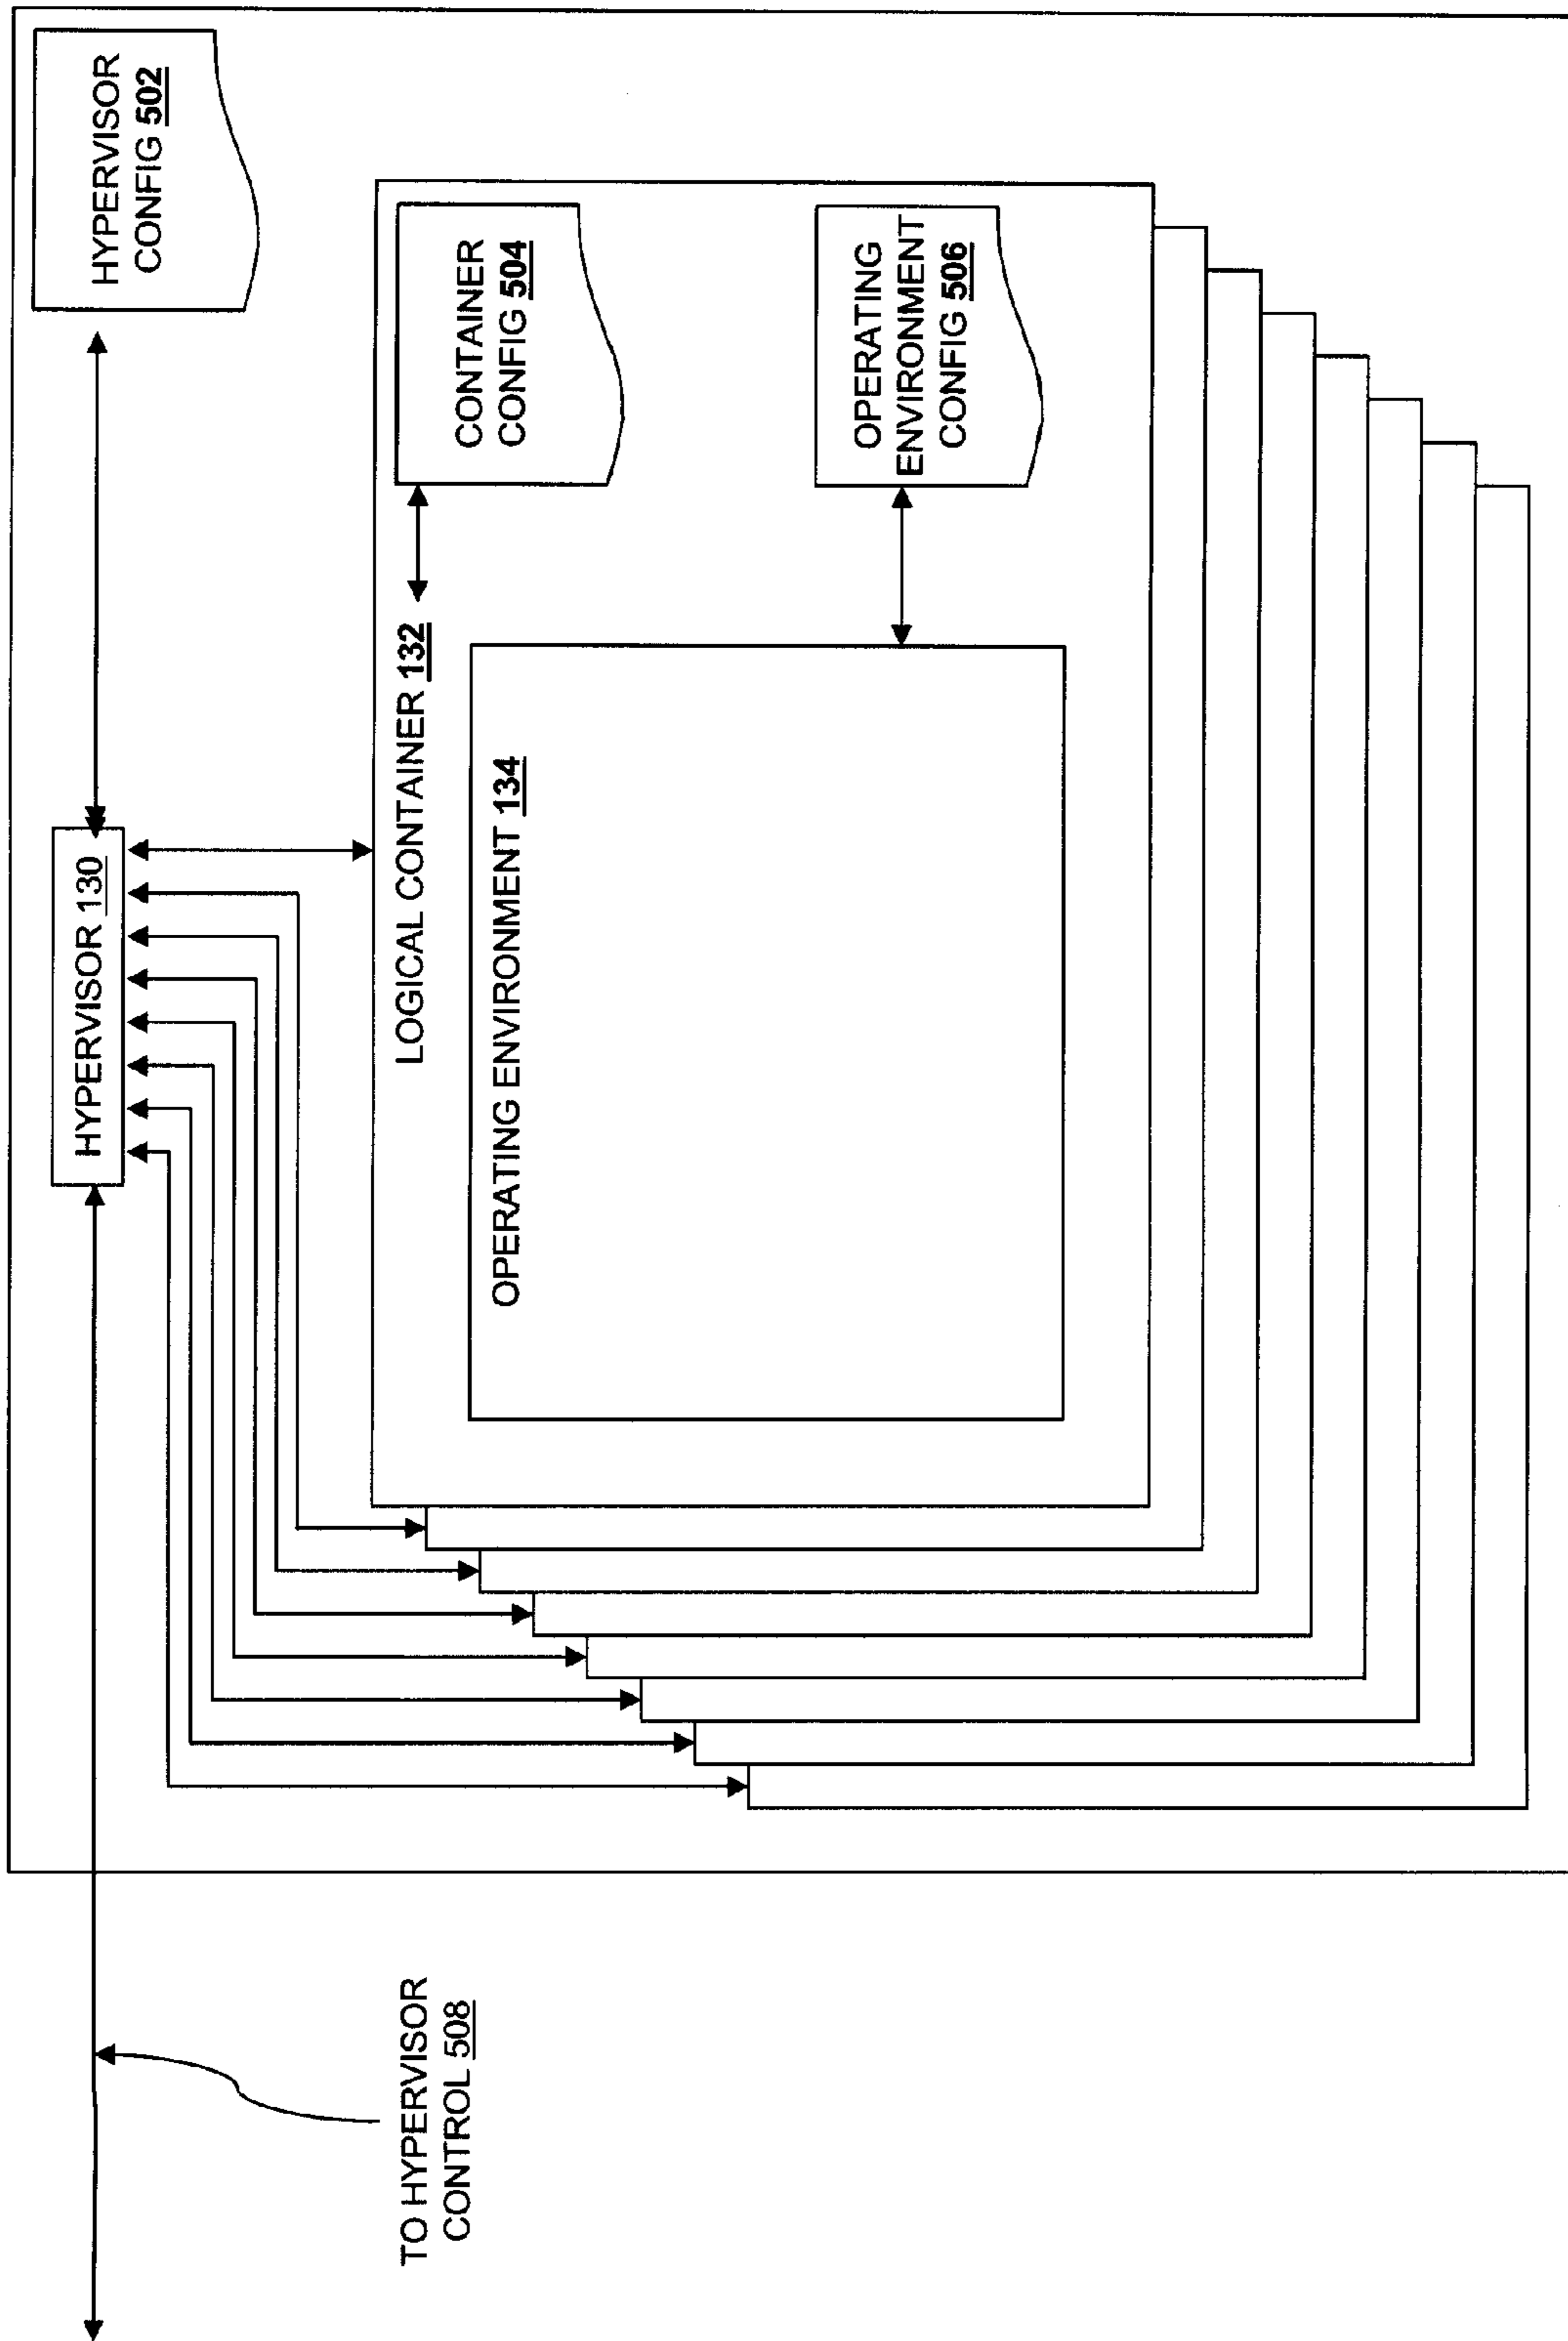 HYPERVISOR
CONFIG 502
HYPERVISOR 130
CONTAINER
CONFIG 504
LOGICAL CONTAINER 132
OPERATING
ENVIRONMENT
CONFIG 506
OPERATING ENVIRONMENT 134
TO HYPERVISOR
CONTROL 508